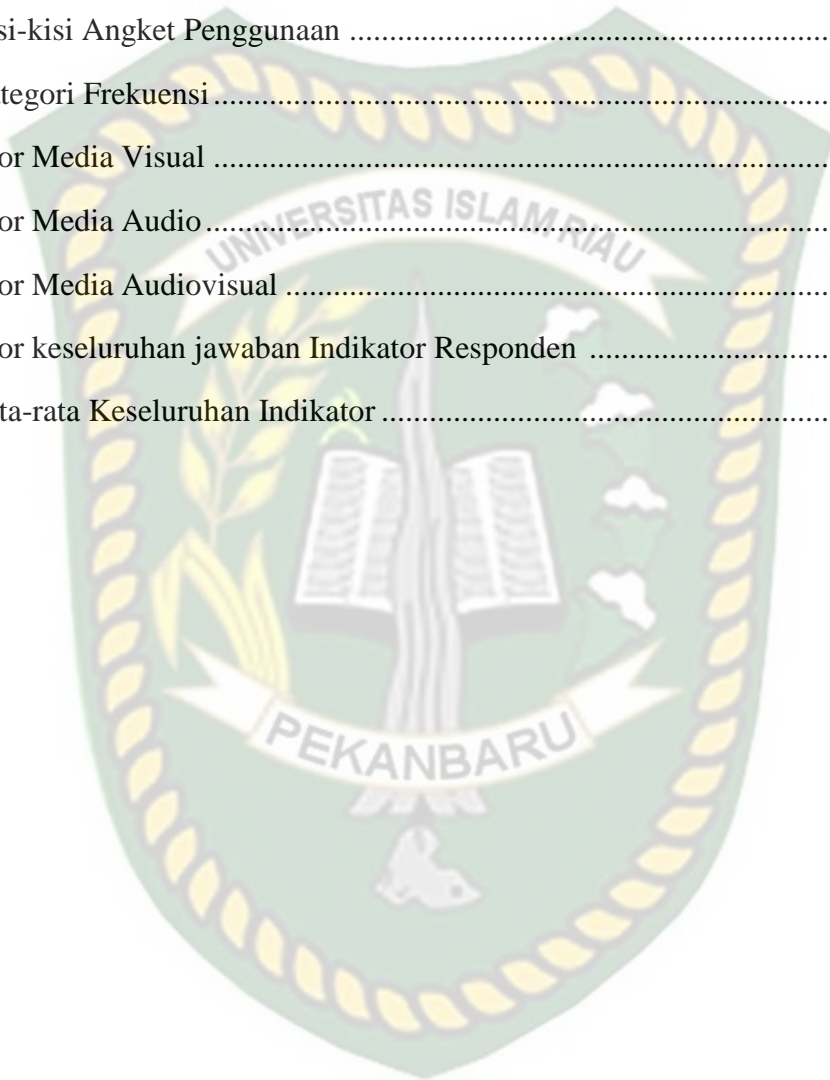 si-kisi Angket Penggunaan ....................................................................
tegori Frekuensi.....................................................................................
or Media Visual ....................................................................................
or Media Audio.....................................................................................
or Media Audiovisual ..........................................................................
or keseluruhan jawaban Indikator Responden .................................
ta-rata Keseluruhan Indikator ............................................................
UNIVERSITAS ISLAM RIAU
PEKANBARU